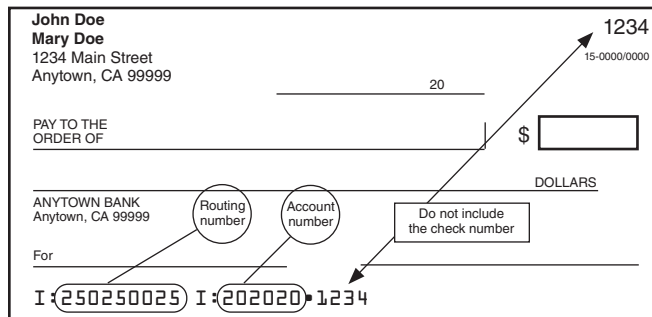 John Doe
Mary Doe
1234 Main Street
Anytown, CA 99999
1234
15-0000/0000
20
PAY TO THE
ORDER OF
$
DOLLARS
ANYTOWN BANK
Anytown, CA 99999
Routing
number
Account
number
Do not include
the check number
For
I:250250025 I:202020•1234